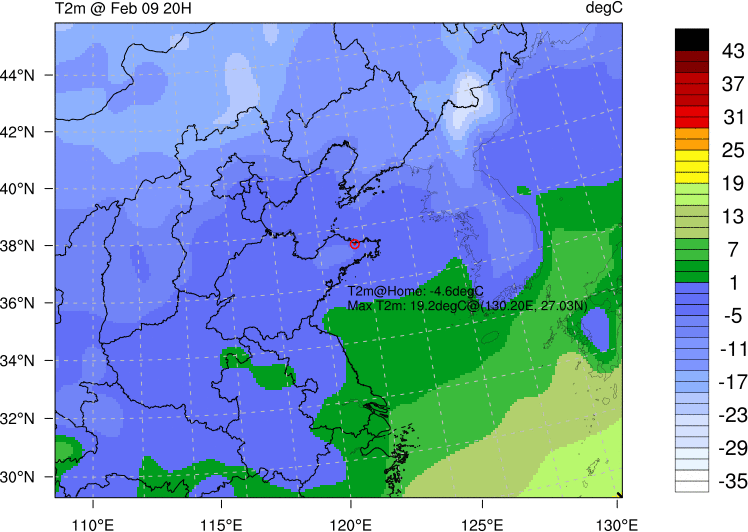 T2m @ Feb 09 20H
degC
44°N
42°N
40°N
38°N
36°N
34°N
32°N
30°N
T2m@Home: -4.6degC
Max T2m: 19.2degC@(130.20E, 27.03N)
110°E
115°E
120°E
125°E
130°E
43
37
31
25
19
13
7
1
-5
-11
-17
-23
-29
-35